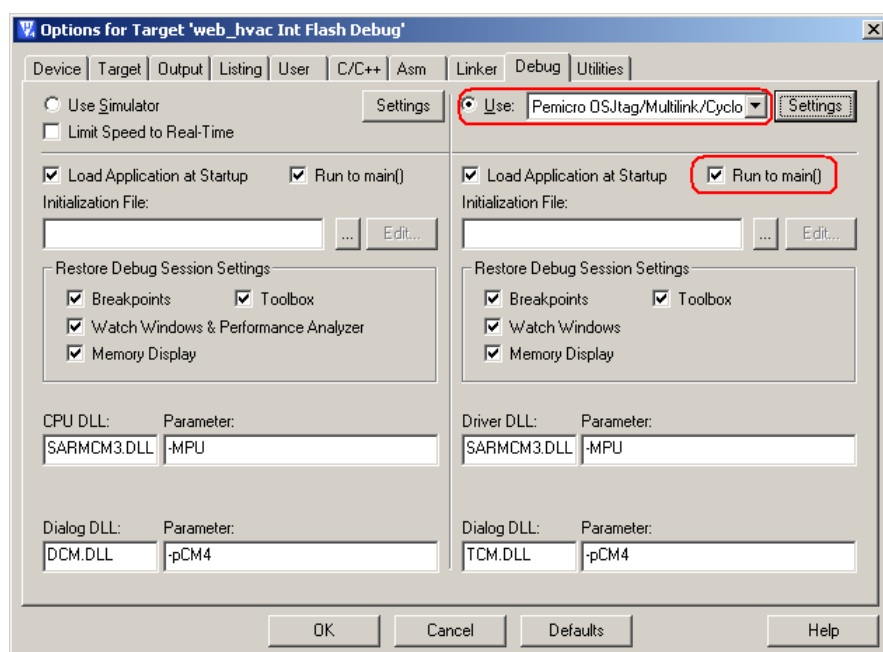 Options for Target 'web_hvac Int Flash Debug'
Device Target Output Listing User C/C++ Asm Linker Debug Utilities
Use Simulator Settings Use: Pemicro OSJtag/Multilink/Cyclo Settings
Limit Speed to Real-Time
Load Application at Startup Run to main() Load Application at Startup Run to main()
Initialization File: Initialization File:
... Edit... ... Edit...
Restore Debug Session Settings Restore Debug Session Settings
Breakpoints Toolbox Breakpoints Toolbox
Watch Windows & Performance Analyzer Watch Windows
Memory Display Memory Display
CPU DLL: Parameter: Driver DLL: Parameter:
SARMCM3.DLL -MPU SARMCM3.DLL -MPU
Dialog DLL: Parameter: Dialog DLL: Parameter:
DCM.DLL -pCM4 TCM.DLL -pCM4
OK Cancel Defaults Help